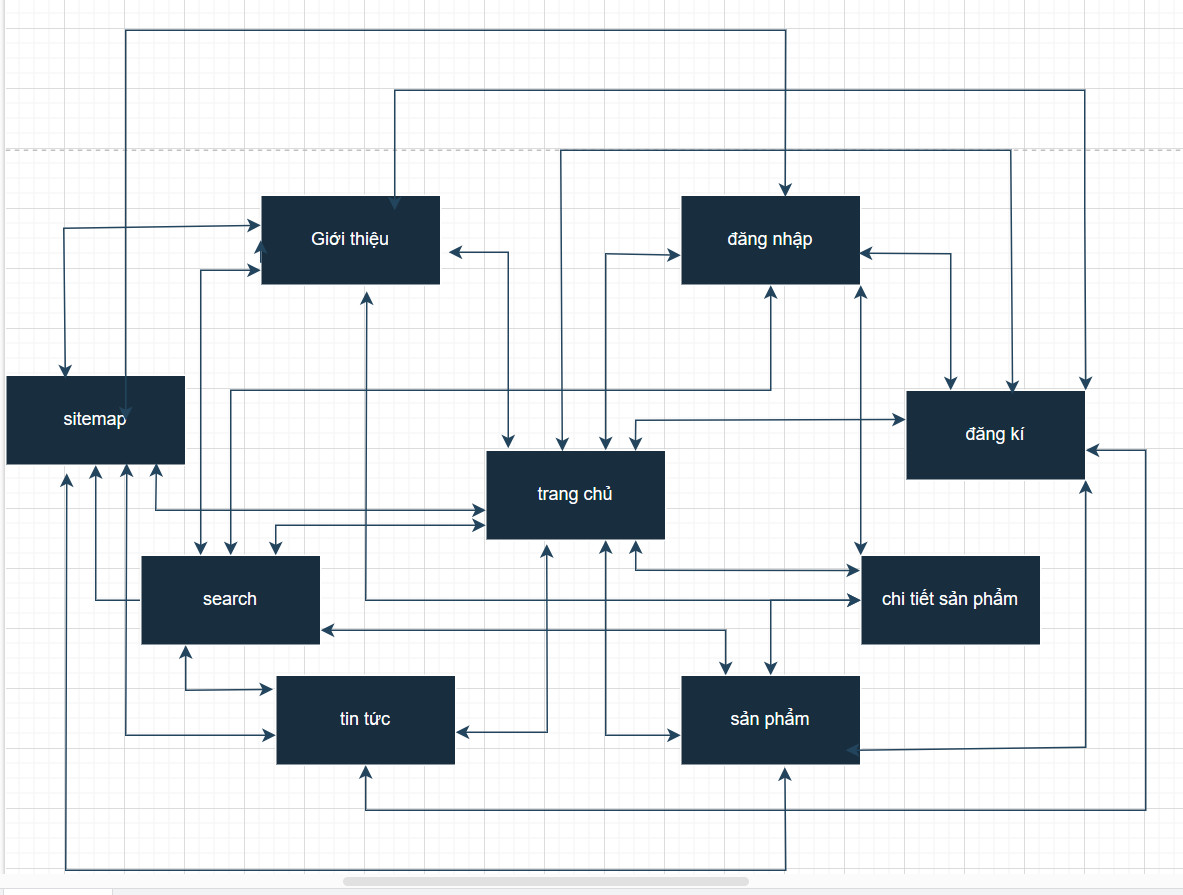 Giới thiệu
đăng nhập
sitemap
đăng kí
trang chủ
search
chi tiết sản phẩm
tin tức
sản phẩm